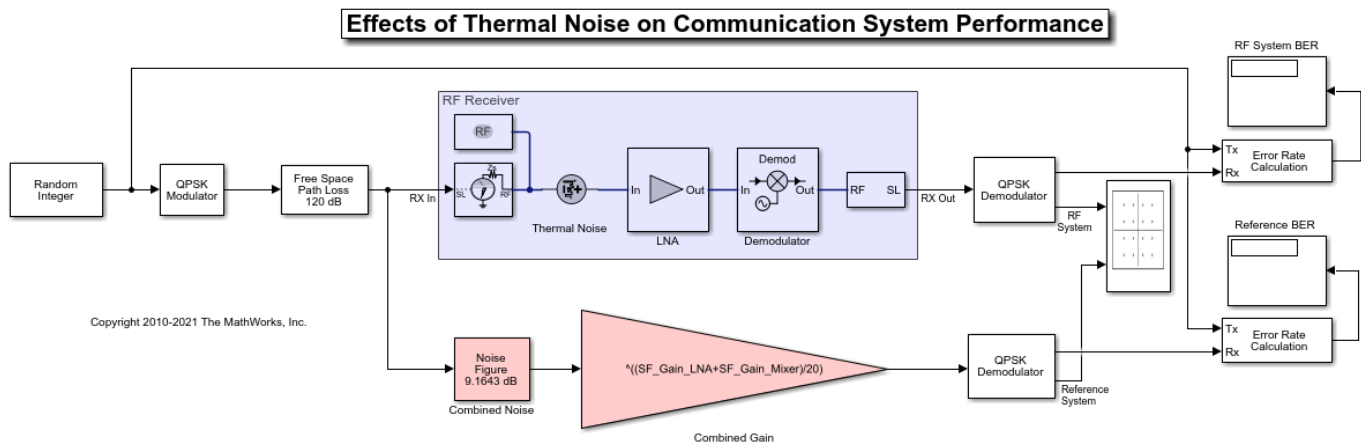 Effects of Thermal Noise on Communication System Performance
RF System BER
RF Receiver
RF
Random
Integer
QPSK
Modulator
Free Space
Path Loss
120 dB
RX In
SL
Zs
RF
Thermal Noise
In
Out
LNA
Demod
In
Out
Demodulator
RF
SL
RX Out
QPSK
Demodulator
RF
System
Tx
Rx
Error Rate
Calculation
Reference BER
Copyright 2010-2021 The MathWorks, Inc.
Noise
Figure
9.1643 dB
Combined Noise
^((SF_Gain_LNA+SF_Gain_Mixer)/20)
Combined Gain
QPSK
Demodulator
Reference
System
Tx
Rx
Error Rate
Calculation